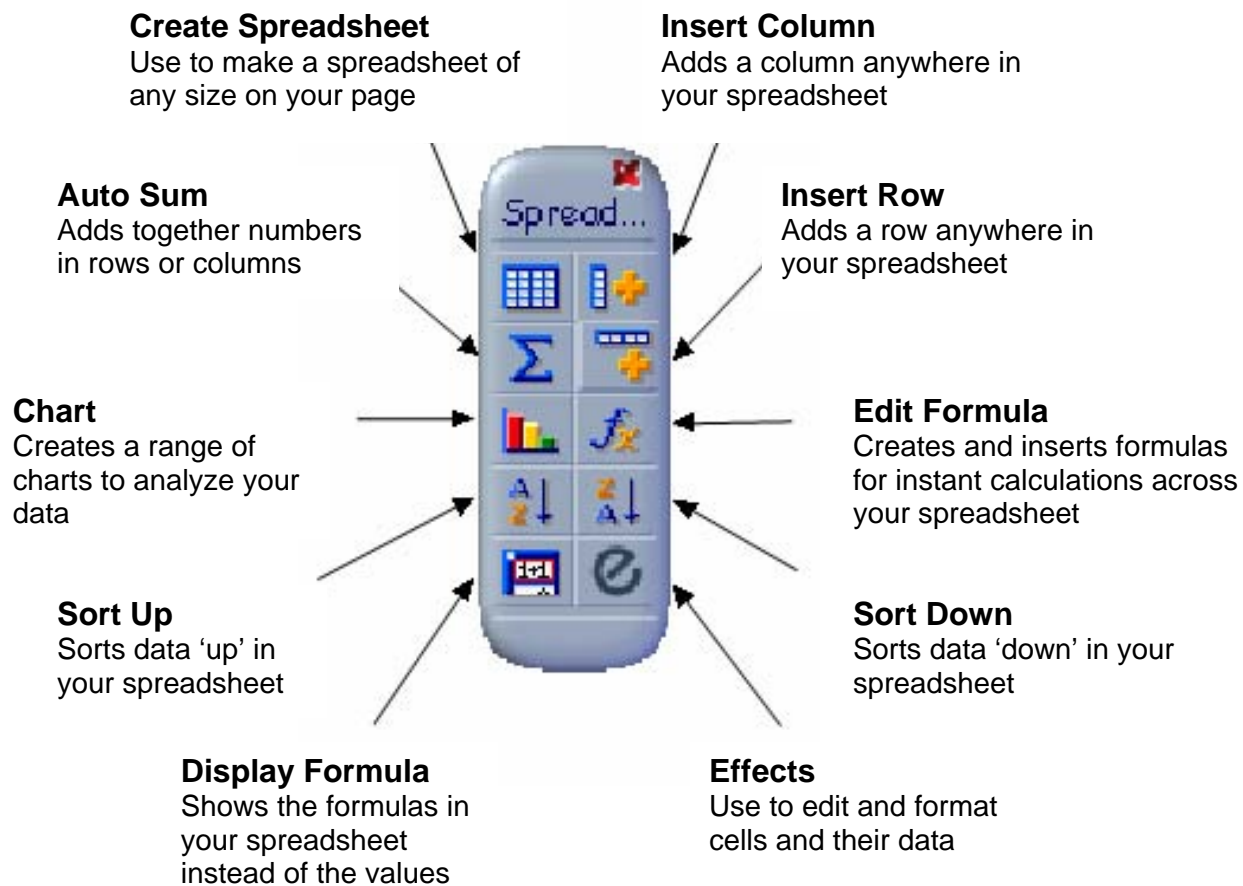 Create Spreadsheet
Use to make a spreadsheet of
any size on your page
Insert Column
Adds a column anywhere in
your spreadsheet
Auto Sum
Adds together numbers
in rows or columns
Spread...
Insert Row
Adds a row anywhere in
your spreadsheet
Chart
Creates a range of
charts to analyze your
data
Edit Formula
Creates and inserts formulas
for instant calculations across
your spreadsheet
Sort Up
Sorts data ‘up’ in
your spreadsheet
Sort Down
Sorts data ‘down’ in your
spreadsheet
Display Formula
Shows the formulas in
your spreadsheet
instead of the values
Effects
Use to edit and format
cells and their data
Σ
fx
A
Z
Z
A
1+1
e